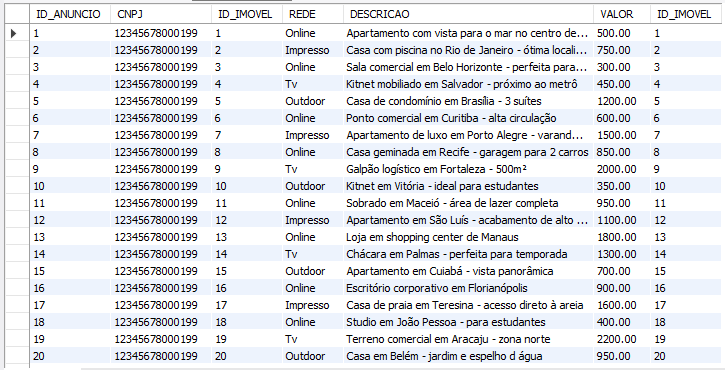 ID_ANUNCIO CNPJ ID_IMOVEL REDE DESCRICAO VALOR ID_IMOVEL
1 12345678000199 1 Online Apartamento com vista para o mar no centro de... 500.00 1
2 12345678000199 2 Impresso Casa com piscina no Rio de Janeiro - ótima locali... 750.00 2
3 12345678000199 3 Online Sala comercial em Belo Horizonte - perfeita para... 300.00 3
4 12345678000199 4 Tv Kitnet mobiliado em Salvador - próximo ao metrô 450.00 4
5 12345678000199 5 Outdoor Casa de condomínio em Brasília - 3 suítes 1200.00 5
6 12345678000199 6 Online Ponto comercial em Curitiba - alta circulação 600.00 6
7 12345678000199 7 Impresso Apartamento de luxo em Porto Alegre - varand... 1500.00 7
8 12345678000199 8 Online Casa geminada em Recife - garagem para 2 carros 850.00 8
9 12345678000199 9 Tv Galpão logístico em Fortaleza - 500m² 2000.00 9
10 12345678000199 10 Outdoor Kitnet em Vitória - ideal para estudantes 350.00 10
11 12345678000199 11 Online Sobrado em Maceió - área de lazer completa 950.00 11
12 12345678000199 12 Impresso Apartamento em São Luís - acabamento de alto ... 1100.00 12
13 12345678000199 13 Online Loja em shopping center de Manaus 1800.00 13
14 12345678000199 14 Tv Chácara em Palmas - perfeita para temporada 1300.00 14
15 12345678000199 15 Outdoor Apartamento em Cuiabá - vista panorâmica 700.00 15
16 12345678000199 16 Online Escritório corporativo em Florianópolis 900.00 16
17 12345678000199 17 Impresso Casa de praia em Teresina - acesso direto à areia 1600.00 17
18 12345678000199 18 Online Studio em João Pessoa - para estudantes 400.00 18
19 12345678000199 19 Tv Terreno comercial em Aracaju - zona norte 2200.00 19
20 12345678000199 20 Outdoor Casa em Belém - jardim e espelho d água 950.00 20